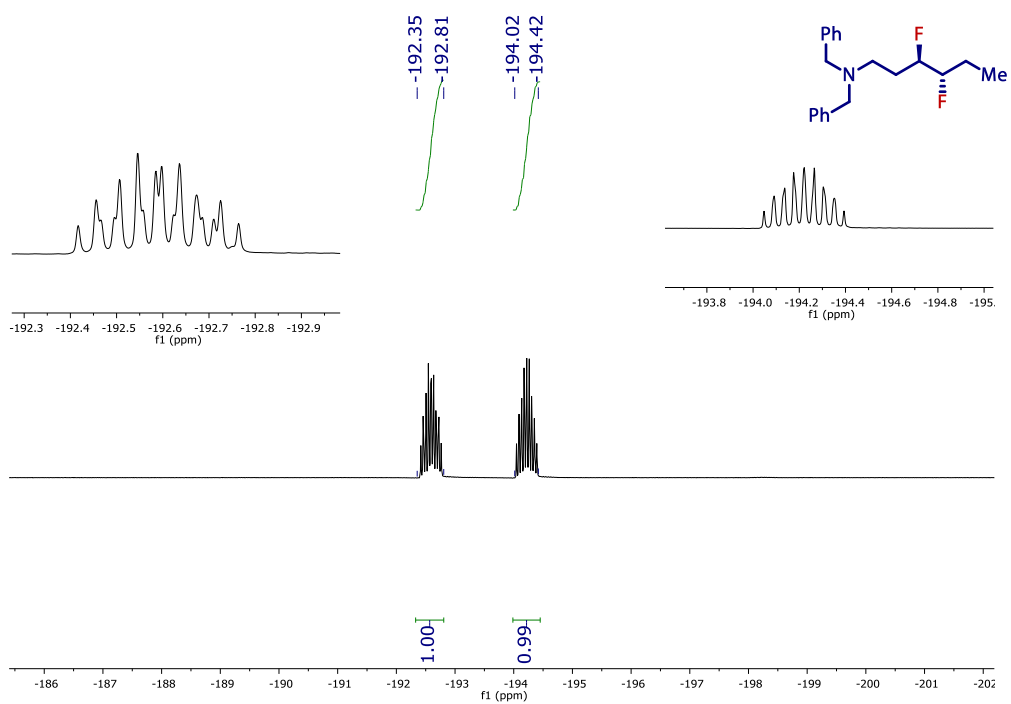 -192.35
-192.81
-194.02
-194.42
Ph
F
N
Me
Ph
F
-192.3 -192.4 -192.5 -192.6 -192.7 -192.8 -192.9
f1 (ppm)
-193.8 -194.0 -194.2 -194.4 -194.6 -194.8 -195.
f1 (ppm)
1.00
0.99
-186 -187 -188 -189 -190 -191 -192 -193 -194 -195 -196 -197 -198 -199 -200 -201 -202
f1 (ppm)